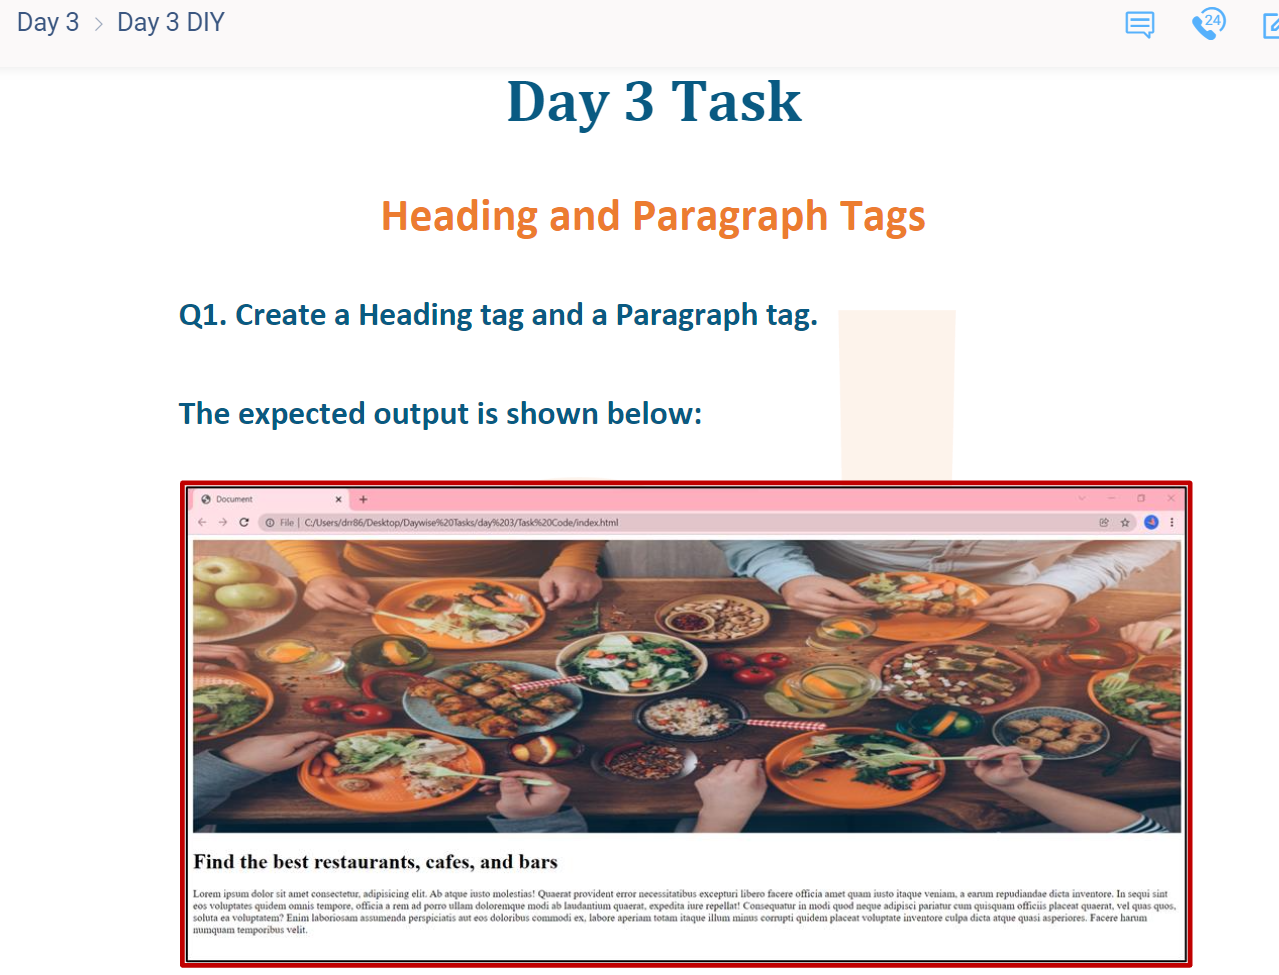 Day 3 > Day 3 DIY
24
Day 3 Task
Heading and Paragraph Tags
Q1. Create a Heading tag and a Paragraph tag.
The expected output is shown below:
Document
File | C:/Users/drr86/Desktop/Daywise%20Tasks/day%203/Task%20Code/index.html
Find the best restaurants, cafes, and bars
Lorem ipsum dolor sit amet consectetur, adipisicing elit. Ab atque iusto molestias! Quaerat provident error necessitatibus excepturi libero facere officia amet quam iusto itaque veniam, a earum repudiandae dicta inventore. In sequi sint
eos voluptates quidem omnis tempore, officia a rem ad porro ullam doloremque modi ab laudantium quaerat, expedita iure repellat! Consequatur in modi quod neque adipisci pariatur cum quisquam officiis placeat quaerat, vel quas quos,
soluta ea voluptatem? Enim laboriosam assumenda perspiciatis aut eos doloribus commodi ex, labore aperiam totam itaque illum minus corrupti quidem placeat voluptate inventore culpa dicta atque quasi asperiores. Facere harum
numquam temporibus velit.